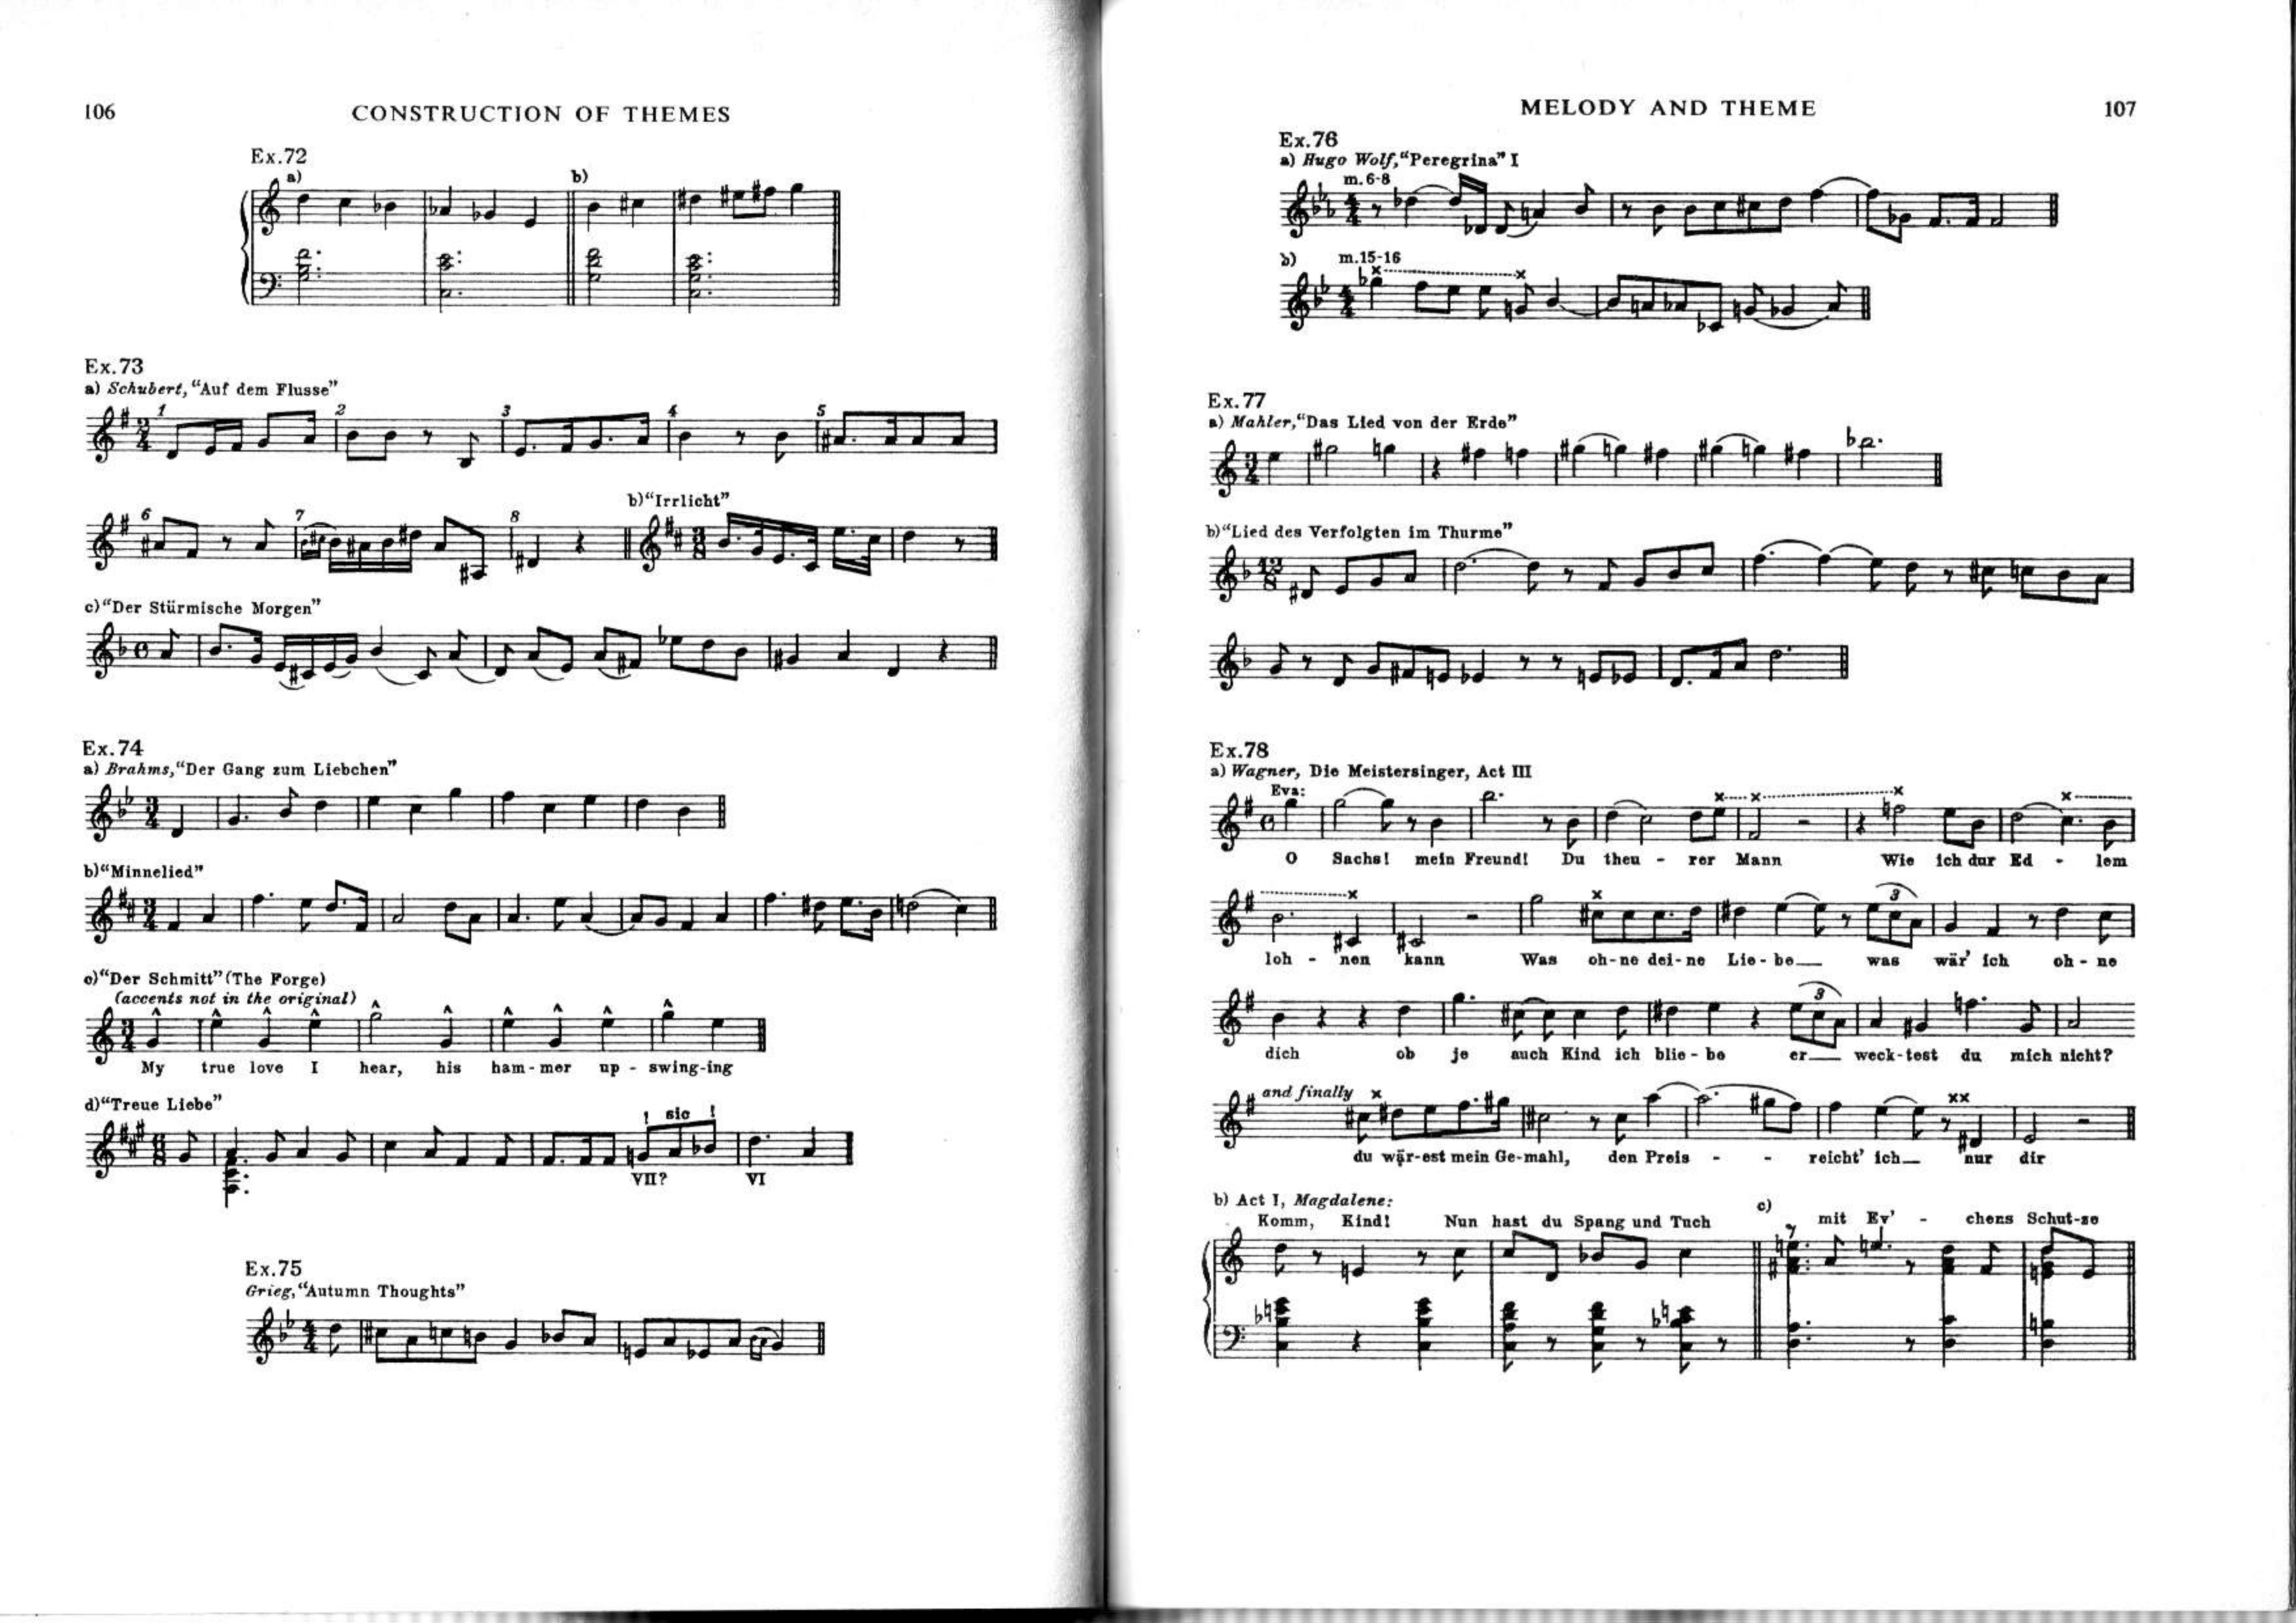 106
CONSTRUCTION OF THEMES
Ex.72
a)
b)
Ex.73
a) Schubert, “Auf dem Flusse”
1 2 3 4 5
b) “Irrlicht”
6 7 8
c) “Der Stürmische Morgen”
Ex.74
a) Brahms, “Der Gang zum Liebchen”
b) “Minnelied”
c) “Der Schmitt” (The Forge)
(accents not in the original)
My true love I hear, his ham - mer up - swing-ing
d) “Treue Liebe”
! sic !
VII? VI
Ex.75
Grieg, “Autumn Thoughts”
MELODY AND THEME
107
Ex.76
a) Hugo Wolf, “Peregrina” I
m. 6-8
b) m. 15-16
Ex.77
a) Mahler, “Das Lied von der Erde”
b) “Lied des Verfolgten im Thurme”
Ex.78
a) Wagner, Die Meistersinger, Act III
Eva:
O Sachs! mein Freund! Du theu - rer Mann Wie ich dur Ed - lem
3
loh - nen kann Was oh-ne dei-ne Lie - be was wär’ ich oh - ne
3
dich ob je auch Kind ich blie - be er weck-test du mich nicht?
and finally
du wär-est mein Ge-mahl, den Preis - - reicht’ ich nur dir
b) Act I, Magdalene:
Komm, Kind! Nun hast du Spang und Tuch
c)
mit Ev’ - chens Schut-ze